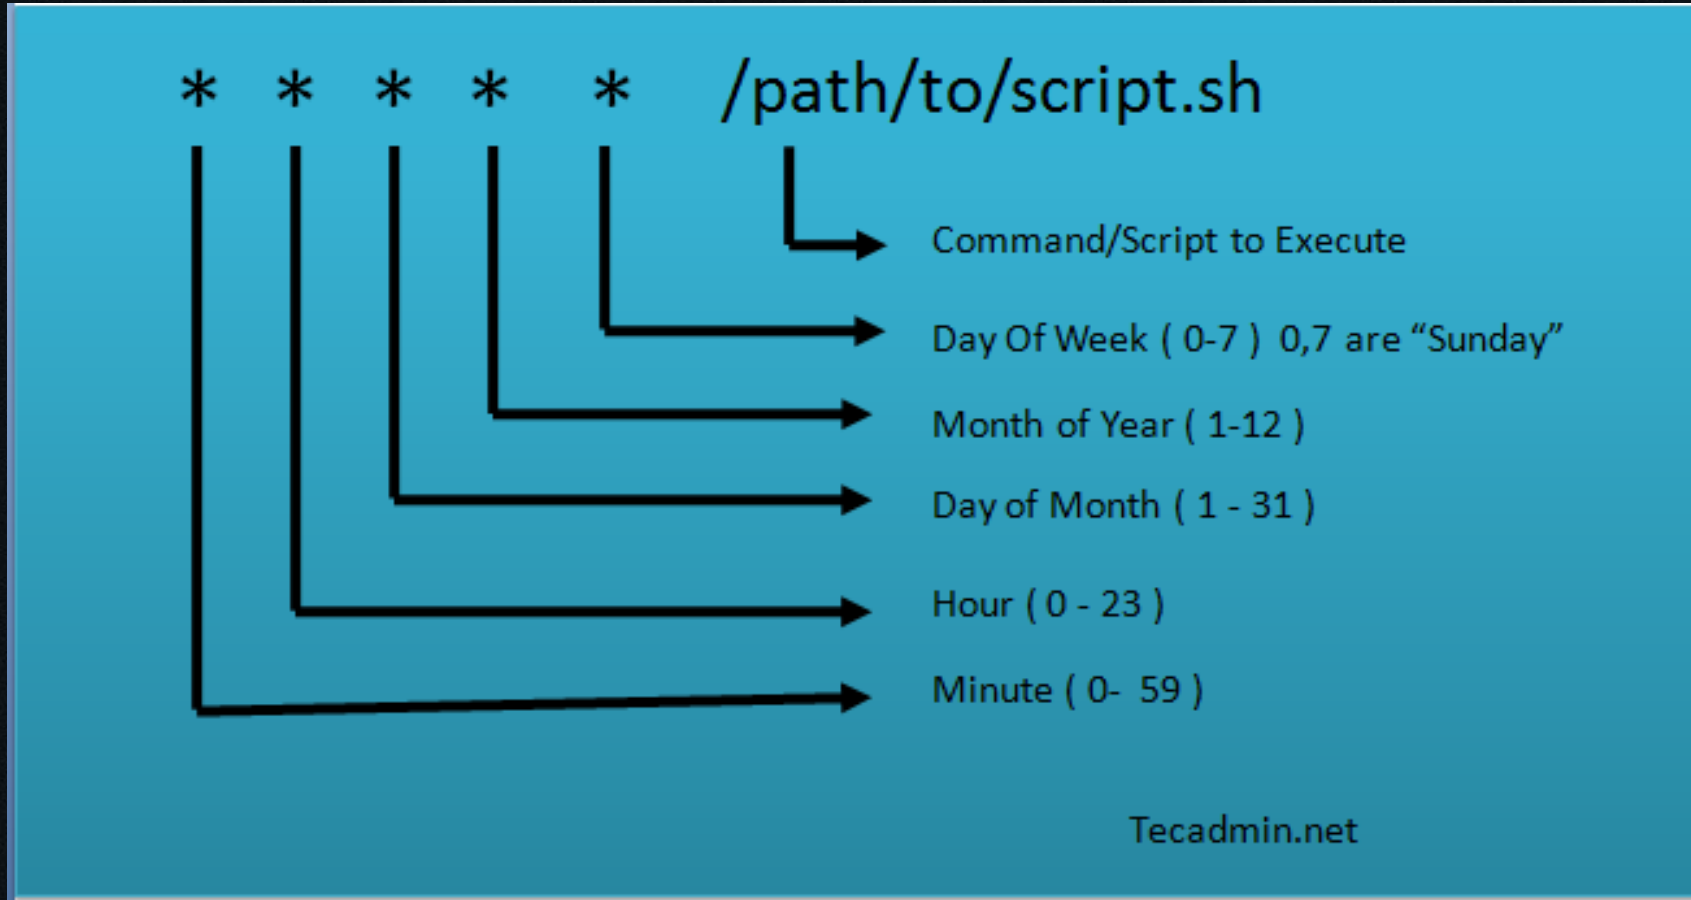 * * * * * /path/to/script.sh
Command/Script to Execute
Day Of Week ( 0-7 ) 0,7 are “Sunday”
Month of Year ( 1-12 )
Day of Month ( 1 - 31 )
Hour ( 0 - 23 )
Minute ( 0- 59 )
Tecadmin.net